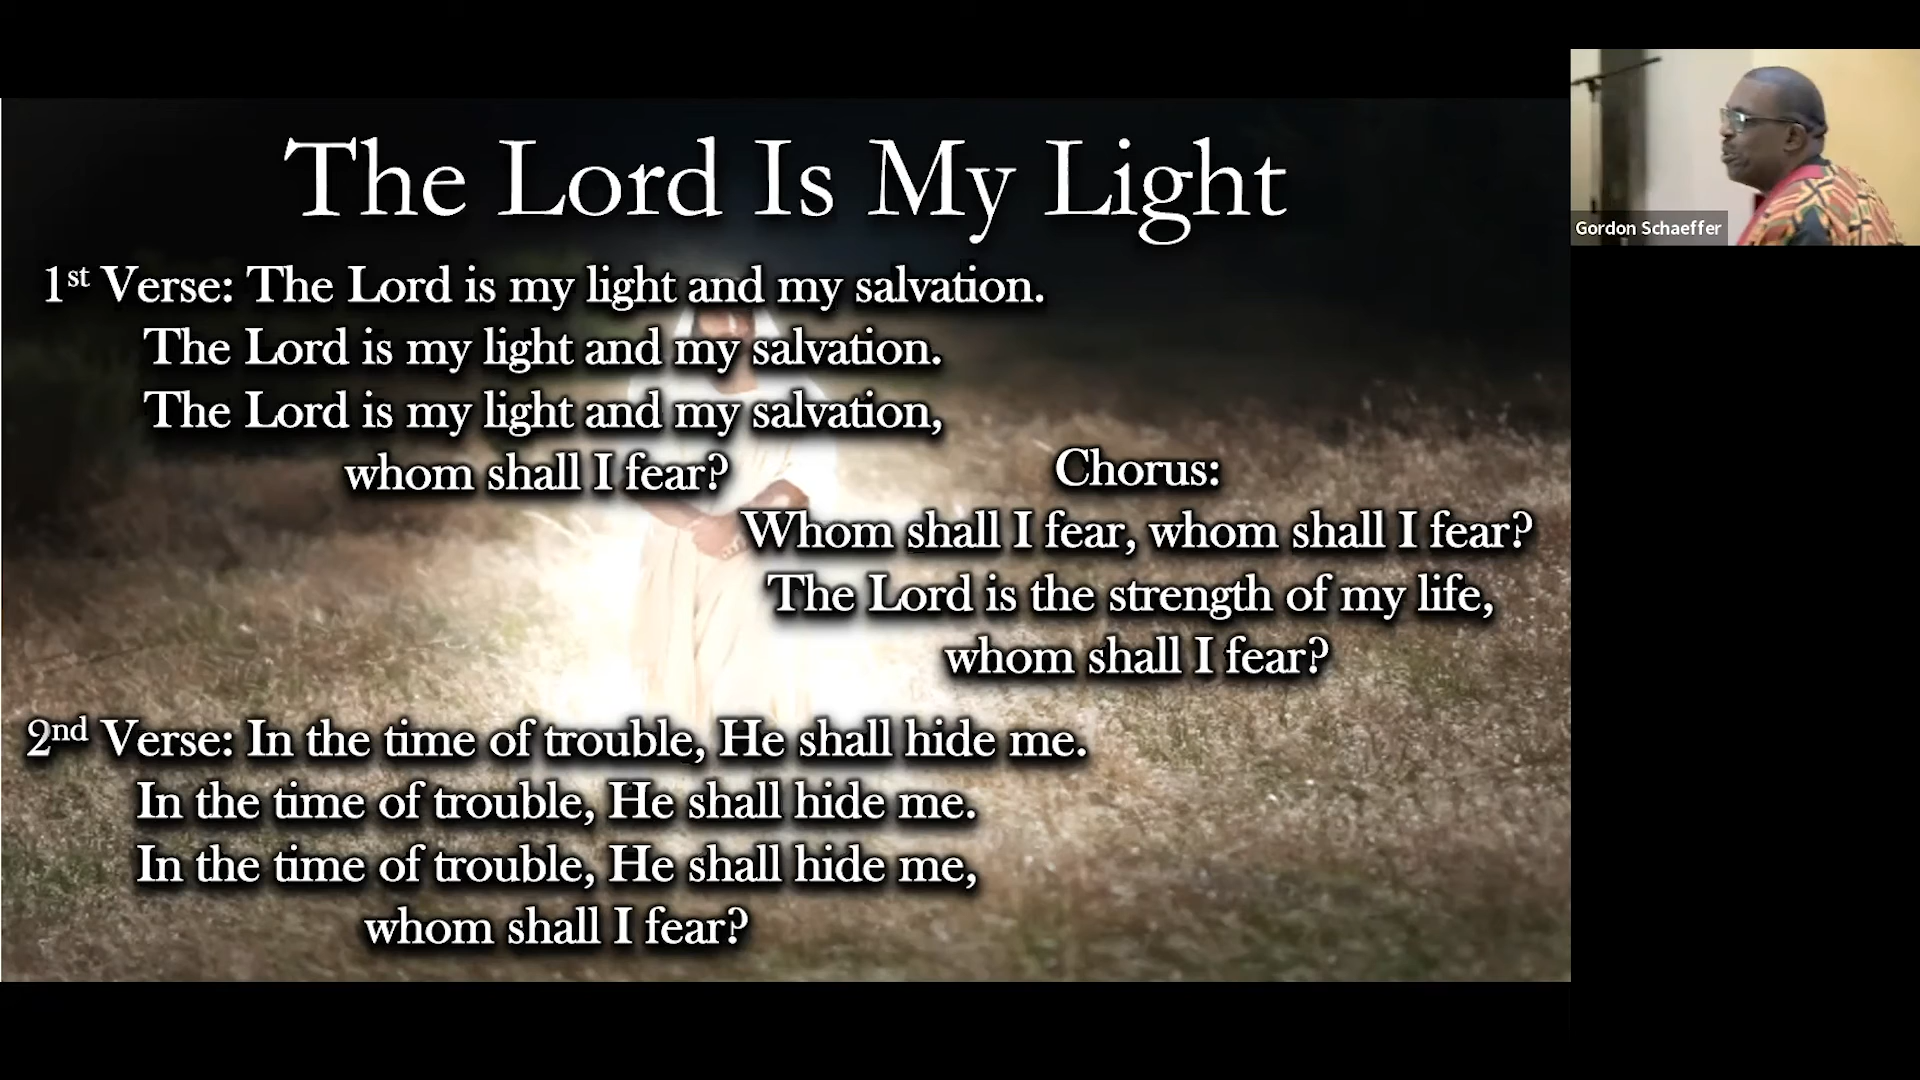 The Lord Is My Light
1st Verse: The Lord is my light and my salvation.
The Lord is my light and my salvation.
The Lord is my light and my salvation,
whom shall I fear?
Chorus:
Whom shall I fear, whom shall I fear?
The Lord is the strength of my life,
whom shall I fear?
2nd Verse: In the time of trouble, He shall hide me.
In the time of trouble, He shall hide me.
In the time of trouble, He shall hide me,
whom shall I fear?
Gordon Schaeffer